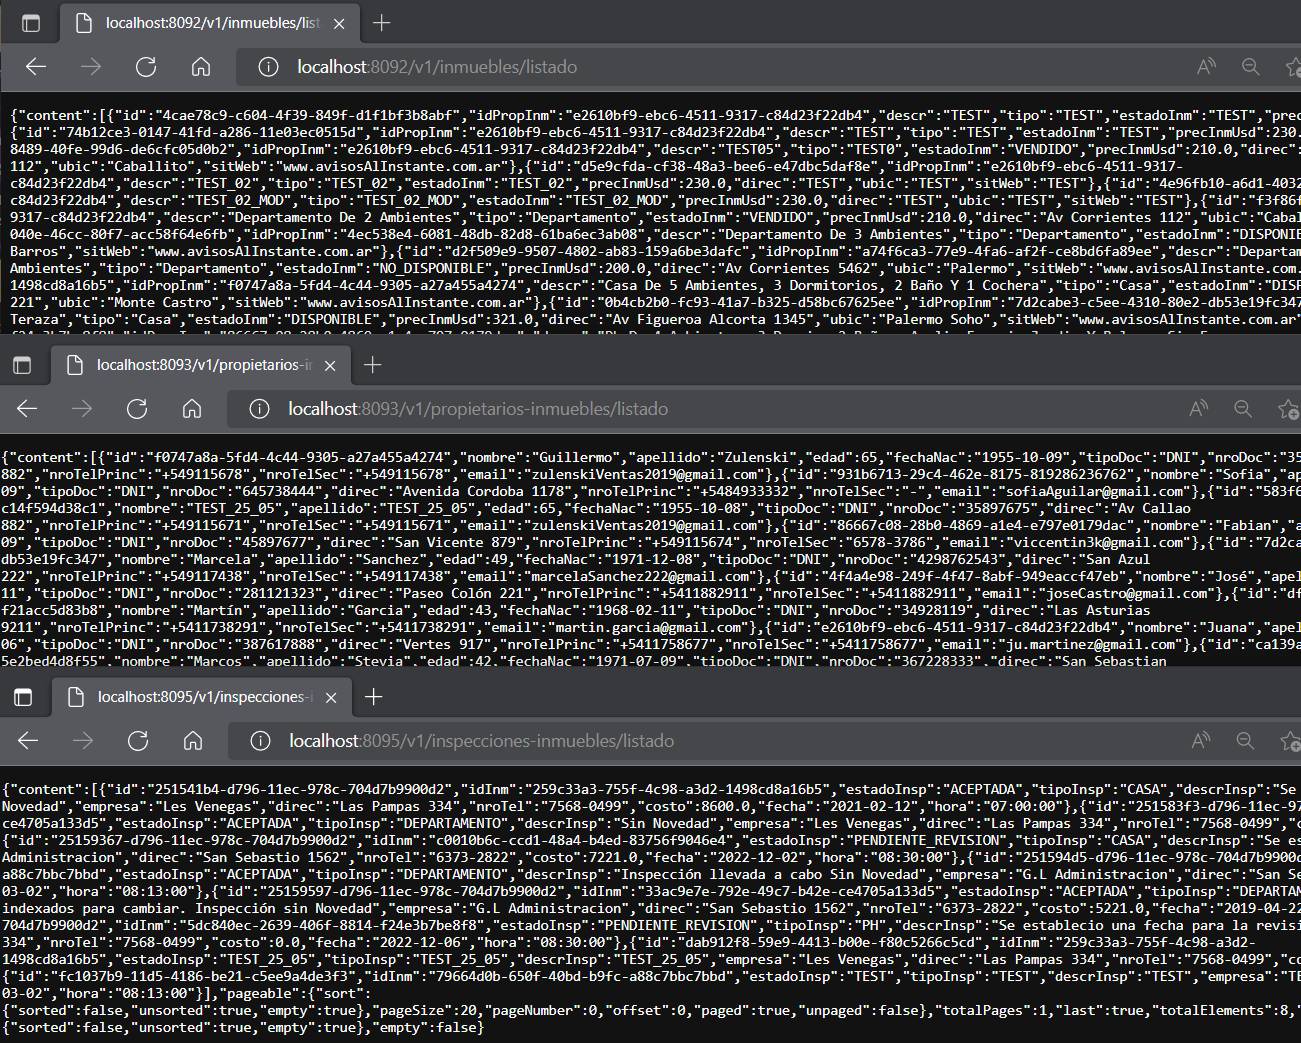 localhost:8092/v1/inmuebles/list
localhost:8092/v1/inmuebles/listado
{"content":[{"id":"4cae78c9-c604-4f39-849f-d1f1bf3b8abf","idPropInm":"e2610bf9-ebc6-4511-9317-c84d23f22db4","descr":"TEST","tipo":"TEST","estadoInm":"TEST","prec
{"id":"74b12ce3-0147-41fd-a286-11e03ec0515d","idPropInm":"e2610bf9-ebc6-4511-9317-c84d23f22db4","descr":"TEST","tipo":"TEST","estadoInm":"TEST","precInmUsd":230.
8489-40fe-99d6-de6cfc05d0b2","idPropInm":"e2610bf9-ebc6-4511-9317-c84d23f22db4","descr":"TEST05","tipo":"TEST0","estadoInm":"VENDIDO","precInmUsd":210.0,"direc":
112","ubic":"Caballito","sitWeb":"www.avisosAlInstante.com.ar"},{"id":"d5e9cfda-cf38-48a3-bee6-e47dbc5daf8e","idPropInm":"e2610bf9-ebc6-4511-9317-
c84d23f22db4","descr":"TEST_02","tipo":"TEST_02","estadoInm":"TEST_02","precInmUsd":230.0,"direc":"TEST","ubic":"TEST","sitWeb":"TEST"},{"id":"4e96fb10-a6d1-4032
c84d23f22db4","descr":"TEST_02_MOD","tipo":"TEST_02_MOD","estadoInm":"TEST_02_MOD","precInmUsd":230.0,"direc":"TEST","ubic":"TEST","sitWeb":"TEST"},{"id":"f3f86f
9317-c84d23f22db4","descr":"Departamento De 2 Ambientes","tipo":"Departamento","estadoInm":"VENDIDO","precInmUsd":210.0,"direc":"Av Corrientes 112","ubic":"Cabal
040e-46cc-80f7-acc58f64e6fb","idPropInm":"4ec538e4-6081-48db-82d8-61ba6ec3ab08","descr":"Departamento De 3 Ambientes","tipo":"Departamento","estadoInm":"DISPONIB
Barros","sitWeb":"www.avisosAlInstante.com.ar"},{"id":"d2f509e9-9507-4802-ab83-159a6be3dafc","idPropInm":"a74f6ca3-77e9-4fa6-af2f-ce8bd6fa89ee","descr":"Departam
Ambientes","tipo":"Departamento","estadoInm":"NO_DISPONIBLE","precInmUsd":200.0,"direc":"Av Corrientes 5462","ubic":"Palermo","sitWeb":"www.avisosAlInstante.com.
1498cd8a16b5","idPropInm":"f0747a8a-5fd4-4c44-9305-a27a455a4274","descr":"Casa De 5 Ambientes, 3 Dormitorios, 2 Baño Y 1 Cochera","tipo":"Casa","estadoInm":"DISP
221","ubic":"Monte Castro","sitWeb":"www.avisosAlInstante.com.ar"},{"id":"0b4cb2b0-fc93-41a7-b325-d58bc67625ee","idPropInm":"7d2cabe3-c5ee-4310-80e2-db53e19fc347
Teraza","tipo":"Casa","estadoInm":"DISPONIBLE","precInmUsd":321.0,"direc":"Av Figueroa Alcorta 1345","ubic":"Palermo Soho","sitWeb":"www.avisosAlInstante.com.ar"
localhost:8093/v1/propietarios-in
localhost:8093/v1/propietarios-inmuebles/listado
{"content":[{"id":"f0747a8a-5fd4-4c44-9305-a27a455a4274","nombre":"Guillermo","apellido":"Zulenski","edad":65,"fechaNac":"1955-10-09","tipoDoc":"DNI","nroDoc":"35
882","nroTelPrinc":"+549115678","nroTelSec":"+549115678","email":"zulenskiVentas2019@gmail.com"},{"id":"931b6713-29c4-462e-8175-819286236762","nombre":"Sofia","ap
09","tipoDoc":"DNI","nroDoc":"645738444","direc":"Avenida Cordoba 1178","nroTelPrinc":"+5484933332","nroTelSec":"-","email":"sofiaAguilar@gmail.com"},{"id":"583f6
c14f594d38c1","nombre":"TEST_25_05","apellido":"TEST_25_05","edad":65,"fechaNac":"1955-10-08","tipoDoc":"DNI","nroDoc":"35897675","direc":"Av Callao
882","nroTelPrinc":"+549115671","nroTelSec":"+549115671","email":"zulenskiVentas2019@gmail.com"},{"id":"86667c08-28b0-4869-a1e4-e797e0179dac","nombre":"Fabian","a
09","tipoDoc":"DNI","nroDoc":"45897677","direc":"San Vicente 879","nroTelPrinc":"+549115674","nroTelSec":"6578-3786","email":"viccentin3k@gmail.com"},{"id":"7d2ca
db53e19fc347","nombre":"Marcela","apellido":"Sanchez","edad":49,"fechaNac":"1971-12-08","tipoDoc":"DNI","nroDoc":"4298762543","direc":"San Azul
222","nroTelPrinc":"+549117438","nroTelSec":"+549117438","email":"marcelaSanchez222@gmail.com"},{"id":"4f4a4e98-249f-4f47-8abf-949eaccf47eb","nombre":"José","apel
11","tipoDoc":"DNI","nroDoc":"281121323","direc":"Paseo Colón 221","nroTelPrinc":"+5411882911","nroTelSec":"+5411882911","email":"joseCastro@gmail.com"},{"id":"df
f21acc5d83b8","nombre":"Martín","apellido":"Garcia","edad":43,"fechaNac":"1968-02-11","tipoDoc":"DNI","nroDoc":"34928119","direc":"Las Asturias
9211","nroTelPrinc":"+5411738291","nroTelSec":"+5411738291","email":"martin.garcia@gmail.com"},{"id":"e2610bf9-ebc6-4511-9317-c84d23f22db4","nombre":"Juana","apel
06","tipoDoc":"DNI","nroDoc":"387617888","direc":"Vertes 917","nroTelPrinc":"+5411758677","nroTelSec":"+5411758677","email":"ju.martinez@gmail.com"},{"id":"ca139a
5e2bed4d8f55","nombre":"Marcos","apellido":"Stevia","edad":42,"fechaNac":"1971-07-09","tipoDoc":"DNI","nroDoc":"367228333","direc":"San Sebastian
localhost:8095/v1/inspecciones-i
localhost:8095/v1/inspecciones-inmuebles/listado
{"content":[{"id":"251541b4-d796-11ec-978c-704d7b9900d2","idInm":"259c33a3-755f-4c98-a3d2-1498cd8a16b5","estadoInsp":"ACEPTADA","tipoInsp":"CASA","descrInsp":"Se
Novedad","empresa":"Les Venegas","direc":"Las Pampas 334","nroTel":"7568-0499","costo":8600.0,"fecha":"2021-02-12","hora":"07:00:00"},{"id":"251583f3-d796-11ec-97
ce4705a133d5","estadoInsp":"ACEPTADA","tipoInsp":"DEPARTAMENTO","descrInsp":"Sin Novedad","empresa":"Les Venegas","direc":"Las Pampas 334","nroTel":"7568-0499","c
{"id":"25159367-d796-11ec-978c-704d7b9900d2","idInm":"c0010b6c-ccd1-48a4-b4ed-83756f9046e4","estadoInsp":"PENDIENTE_REVISION","tipoInsp":"CASA","descrInsp":"Se es
Administracion","direc":"San Sebastio 1562","nroTel":"6373-2822","costo":7221.0,"fecha":"2022-12-02","hora":"08:30:00"},{"id":"251594d5-d796-11ec-978c-704d7b9900d
a88c7bbc7bbd","estadoInsp":"ACEPTADA","tipoInsp":"DEPARTAMENTO","descrInsp":"Inspección llevada a cabo Sin Novedad","empresa":"G.L Administracion","direc":"San Se
03-02","hora":"08:13:00"},{"id":"25159597-d796-11ec-978c-704d7b9900d2","idInm":"33ac9e7e-792e-49c7-b42e-ce4705a133d5","estadoInsp":"ACEPTADA","tipoInsp":"DEPARTAM
indexados para cambiar. Inspección sin Novedad","empresa":"G.L Administracion","direc":"San Sebastio 1562","nroTel":"6373-2822","costo":5221.0,"fecha":"2019-04-22
704d7b9900d2","idInm":"5dc840ec-2639-406f-8814-f24e3b7be8f8","estadoInsp":"PENDIENTE_REVISION","tipoInsp":"PH","descrInsp":"Se establecio una fecha para la revisi
334","nroTel":"7568-0499","costo":0.0,"fecha":"2022-12-06","hora":"08:30:00"},{"id":"dab912f8-59e9-4413-b00e-f80c5266c5cd","idInm":"259c33a3-755f-4c98-a3d2-
1498cd8a16b5","estadoInsp":"TEST_25_05","tipoInsp":"TEST_25_05","descrInsp":"TEST_25_05","empresa":"Les Venegas","direc":"Las Pampas 334","nroTel":"7568-0499","co
{"id":"fc1037b9-11d5-4186-be21-c5ee9a4de3f3","idInm":"79664d0b-650f-40bd-b9fc-a88c7bbc7bbd","estadoInsp":"TEST","tipoInsp":"TEST","descrInsp":"TEST","empresa":"TE
03-02","hora":"08:13:00"}],"pageable":{"sort":
{"sorted":false,"unsorted":true,"empty":true},"pageSize":20,"pageNumber":0,"offset":0,"paged":true,"unpaged":false},"totalPages":1,"last":true,"totalElements":8,"
{"sorted":false,"unsorted":true,"empty":true},"empty":false}